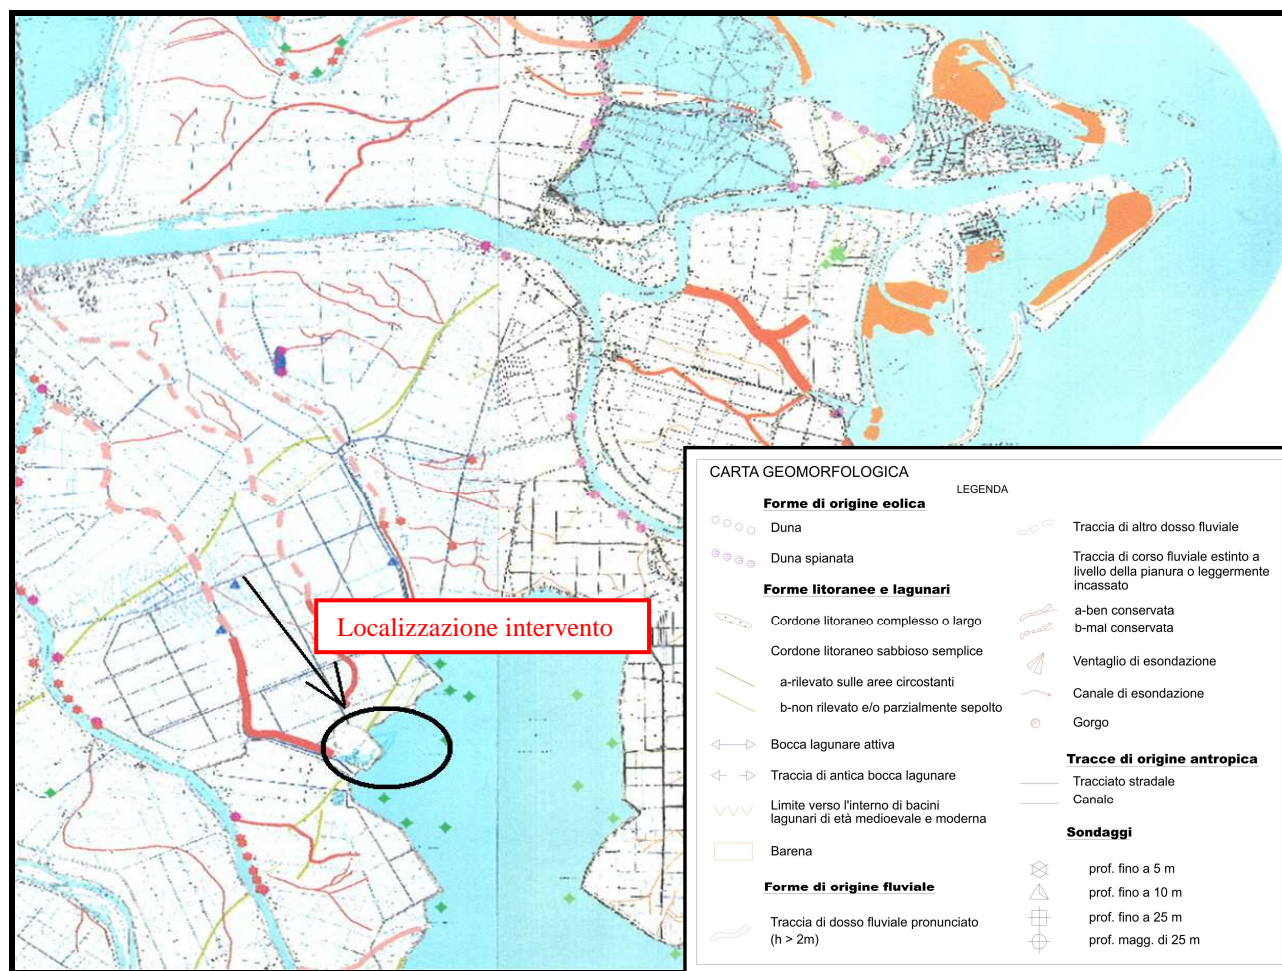 Localizzazione intervento
CARTA GEOMORFOLOGICA
LEGENDA
Forme di origine eolica
Duna
Duna spianata
Forme litoranee e lagunari
Cordone litoraneo complesso o largo
Cordone litoraneo sabbioso semplice
a-rilevato sulle aree circostanti
b-non rilevato e/o parzialmente sepolto
Bocca lagunare attiva
Traccia di antica bocca lagunare
Limite verso l'interno di bacini
lagunari di età medioevale e moderna
Barena
Forme di origine fluviale
Traccia di dosso fluviale pronunciato
(h > 2m)
Traccia di altro dosso fluviale
Traccia di corso fluviale estinto a
livello della pianura o leggermente
incassato
a-ben conservata
b-mal conservata
Ventaglio di esondazione
Canale di esondazione
Gorgo
Tracce di origine antropica
Tracciato stradale
Canale
Sondaggi
prof. fino a 5 m
prof. fino a 10 m
prof. fino a 25 m
prof. magg. di 25 m